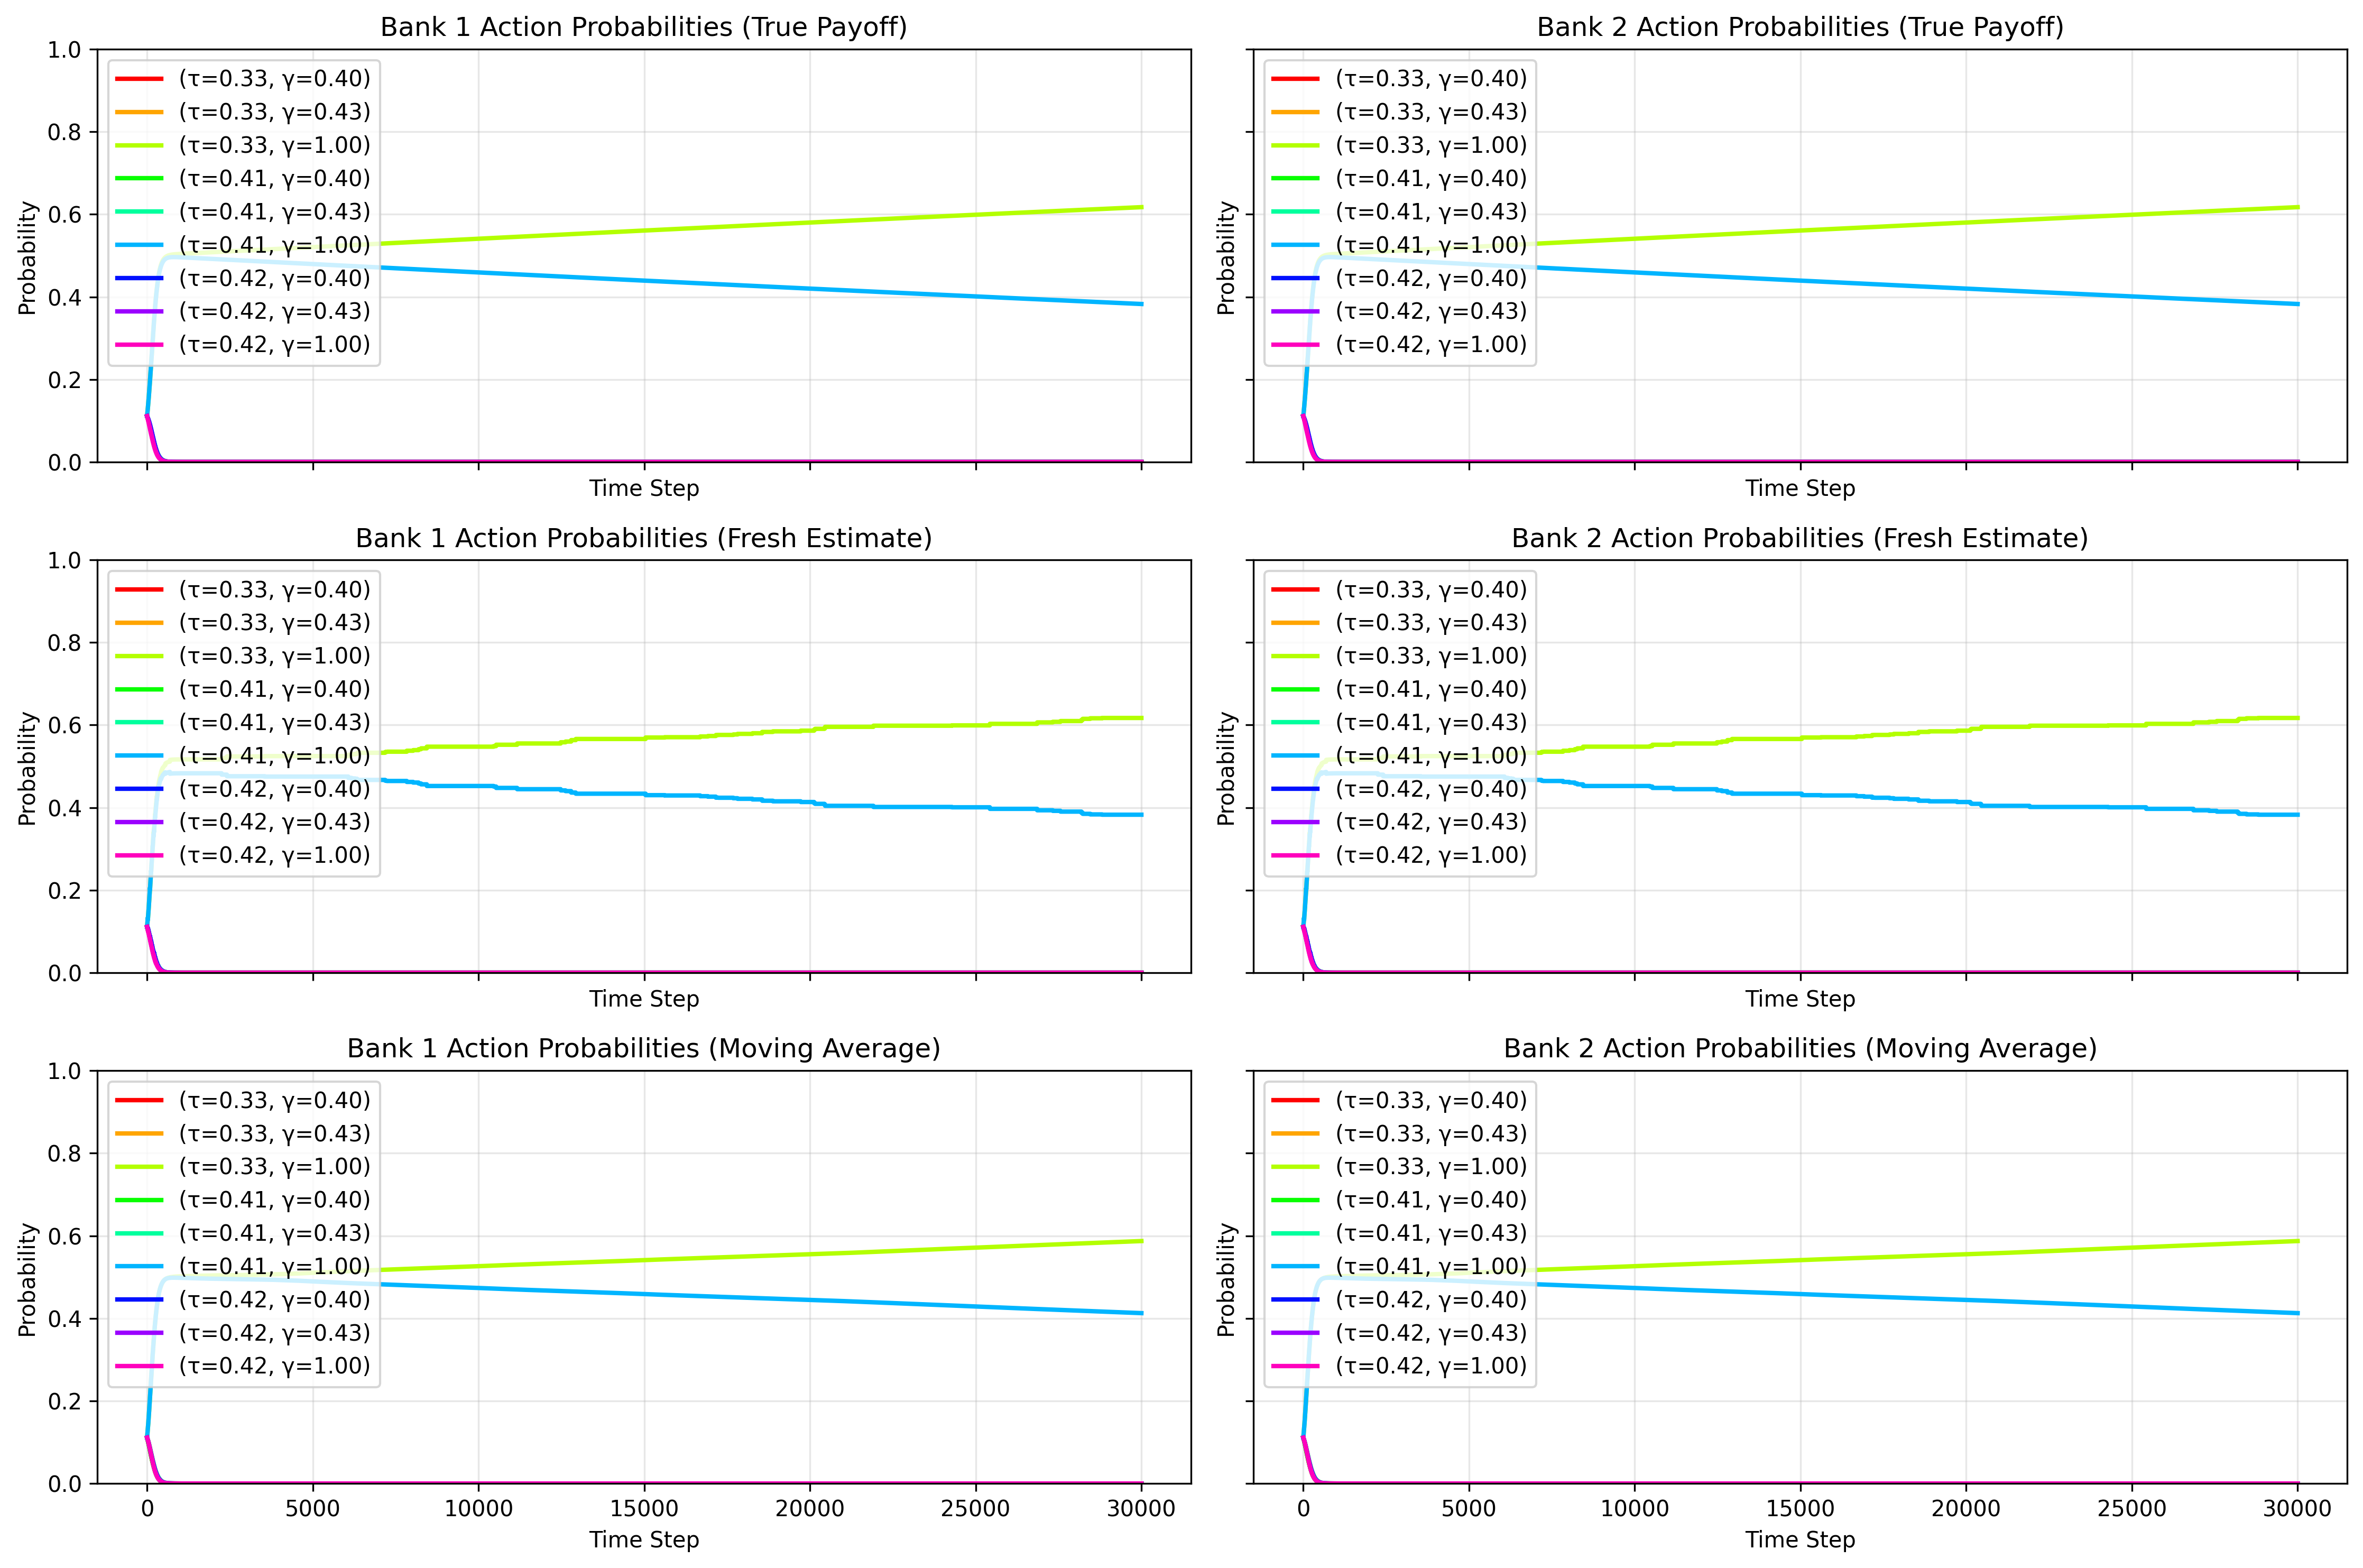 Bank 1 Action Probabilities (True Payoff)
1.0
0.8
0.6
0.4
0.2
0.0
Probability
(τ=0.33, γ=0.40)
(τ=0.33, γ=0.43)
(τ=0.33, γ=1.00)
(τ=0.41, γ=0.40)
(τ=0.41, γ=0.43)
(τ=0.41, γ=1.00)
(τ=0.42, γ=0.40)
(τ=0.42, γ=0.43)
(τ=0.42, γ=1.00)
Time Step
Bank 2 Action Probabilities (True Payoff)
Probability
(τ=0.33, γ=0.40)
(τ=0.33, γ=0.43)
(τ=0.33, γ=1.00)
(τ=0.41, γ=0.40)
(τ=0.41, γ=0.43)
(τ=0.41, γ=1.00)
(τ=0.42, γ=0.40)
(τ=0.42, γ=0.43)
(τ=0.42, γ=1.00)
Time Step
Bank 1 Action Probabilities (Fresh Estimate)
1.0
0.8
0.6
0.4
0.2
0.0
Probability
(τ=0.33, γ=0.40)
(τ=0.33, γ=0.43)
(τ=0.33, γ=1.00)
(τ=0.41, γ=0.40)
(τ=0.41, γ=0.43)
(τ=0.41, γ=1.00)
(τ=0.42, γ=0.40)
(τ=0.42, γ=0.43)
(τ=0.42, γ=1.00)
Time Step
Bank 2 Action Probabilities (Fresh Estimate)
Probability
(τ=0.33, γ=0.40)
(τ=0.33, γ=0.43)
(τ=0.33, γ=1.00)
(τ=0.41, γ=0.40)
(τ=0.41, γ=0.43)
(τ=0.41, γ=1.00)
(τ=0.42, γ=0.40)
(τ=0.42, γ=0.43)
(τ=0.42, γ=1.00)
Time Step
Bank 1 Action Probabilities (Moving Average)
1.0
0.8
0.6
0.4
0.2
0.0
Probability
(τ=0.33, γ=0.40)
(τ=0.33, γ=0.43)
(τ=0.33, γ=1.00)
(τ=0.41, γ=0.40)
(τ=0.41, γ=0.43)
(τ=0.41, γ=1.00)
(τ=0.42, γ=0.40)
(τ=0.42, γ=0.43)
(τ=0.42, γ=1.00)
0 5000 10000 15000 20000 25000 30000
Time Step
Bank 2 Action Probabilities (Moving Average)
Probability
(τ=0.33, γ=0.40)
(τ=0.33, γ=0.43)
(τ=0.33, γ=1.00)
(τ=0.41, γ=0.40)
(τ=0.41, γ=0.43)
(τ=0.41, γ=1.00)
(τ=0.42, γ=0.40)
(τ=0.42, γ=0.43)
(τ=0.42, γ=1.00)
0 5000 10000 15000 20000 25000 30000
Time Step